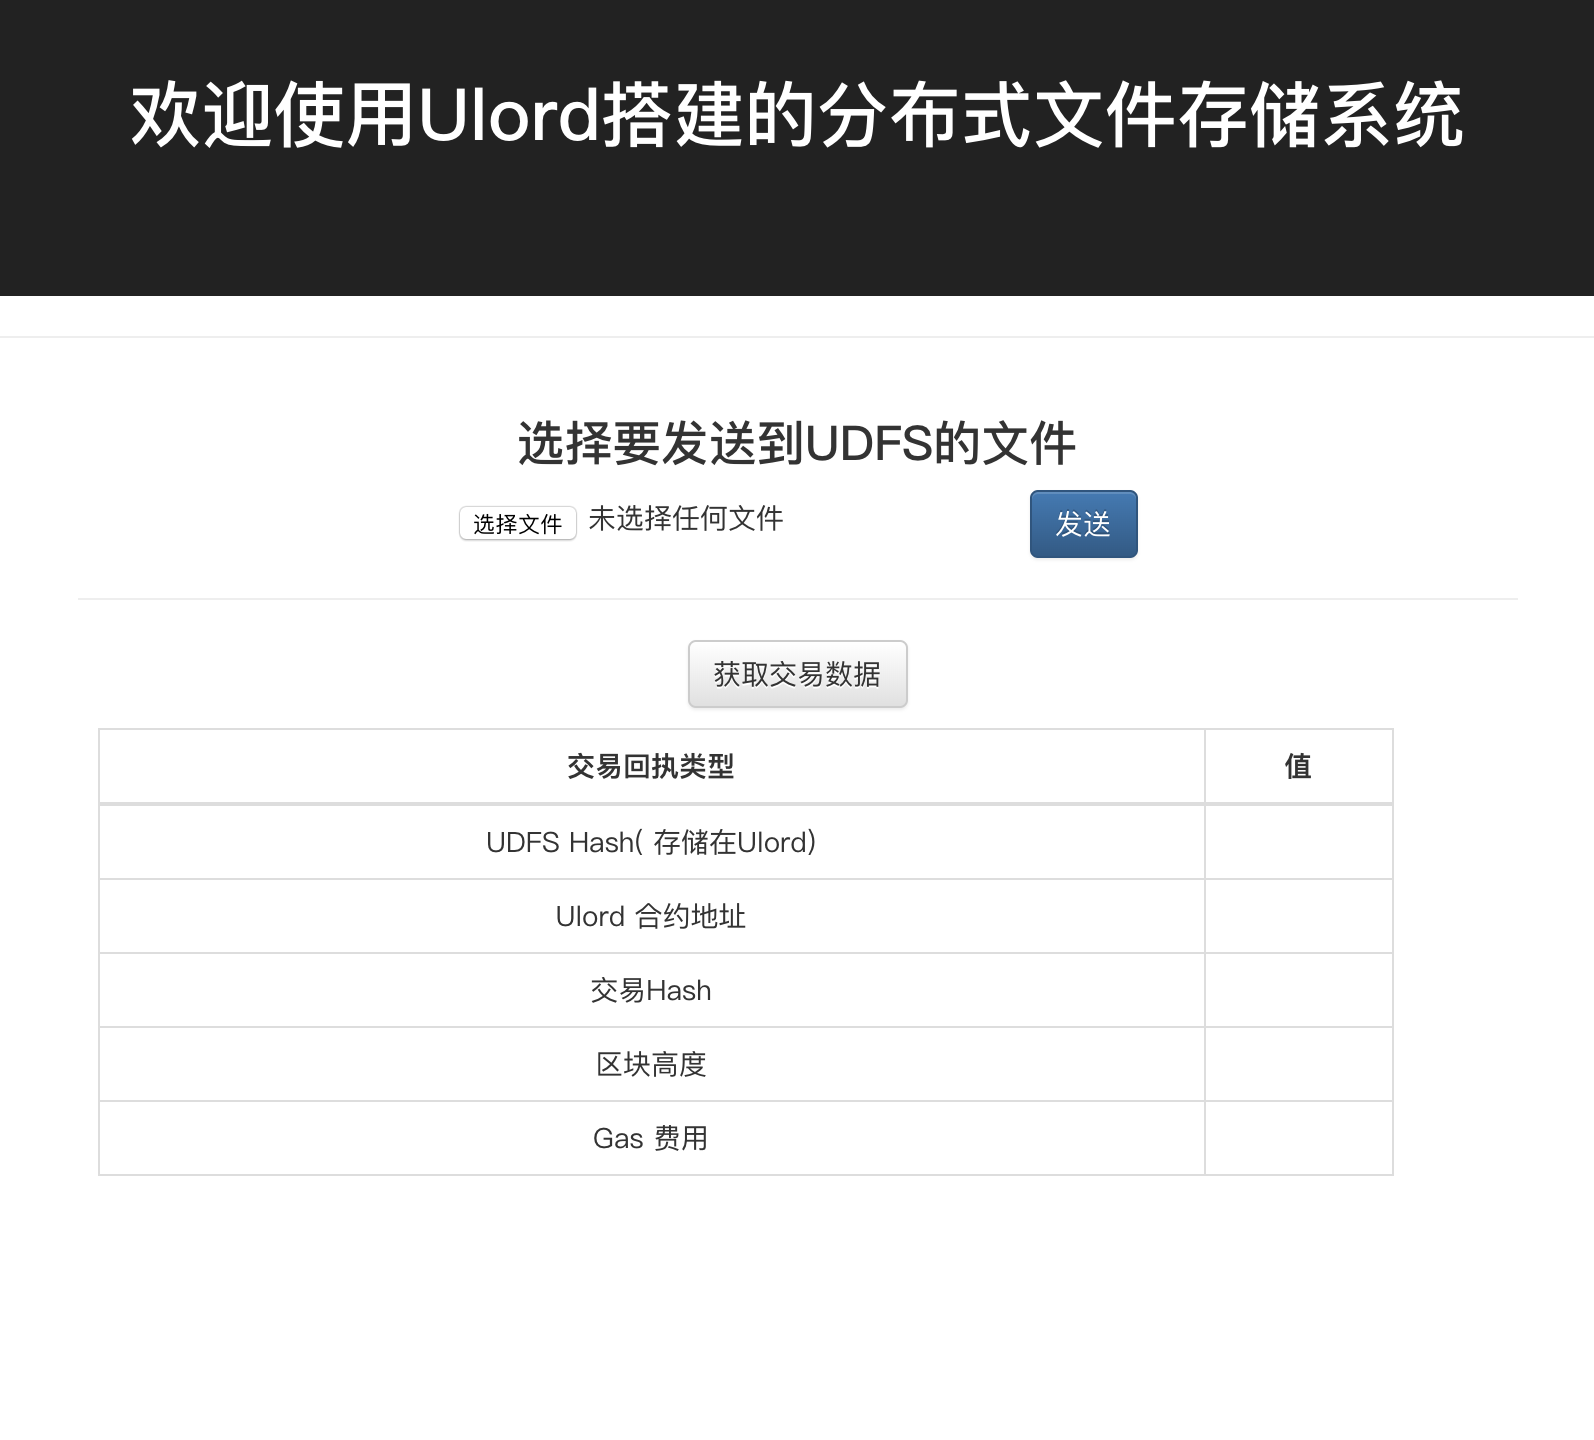 欢迎使用Ulord搭建的分布式文件存储系统
选择要发送到UDFS的文件
选择文件 未选择任何文件 发送
获取交易数据
交易回执类型 值
UDFS Hash( 存储在Ulord)
Ulord 合约地址
交易Hash
区块高度
Gas 费用